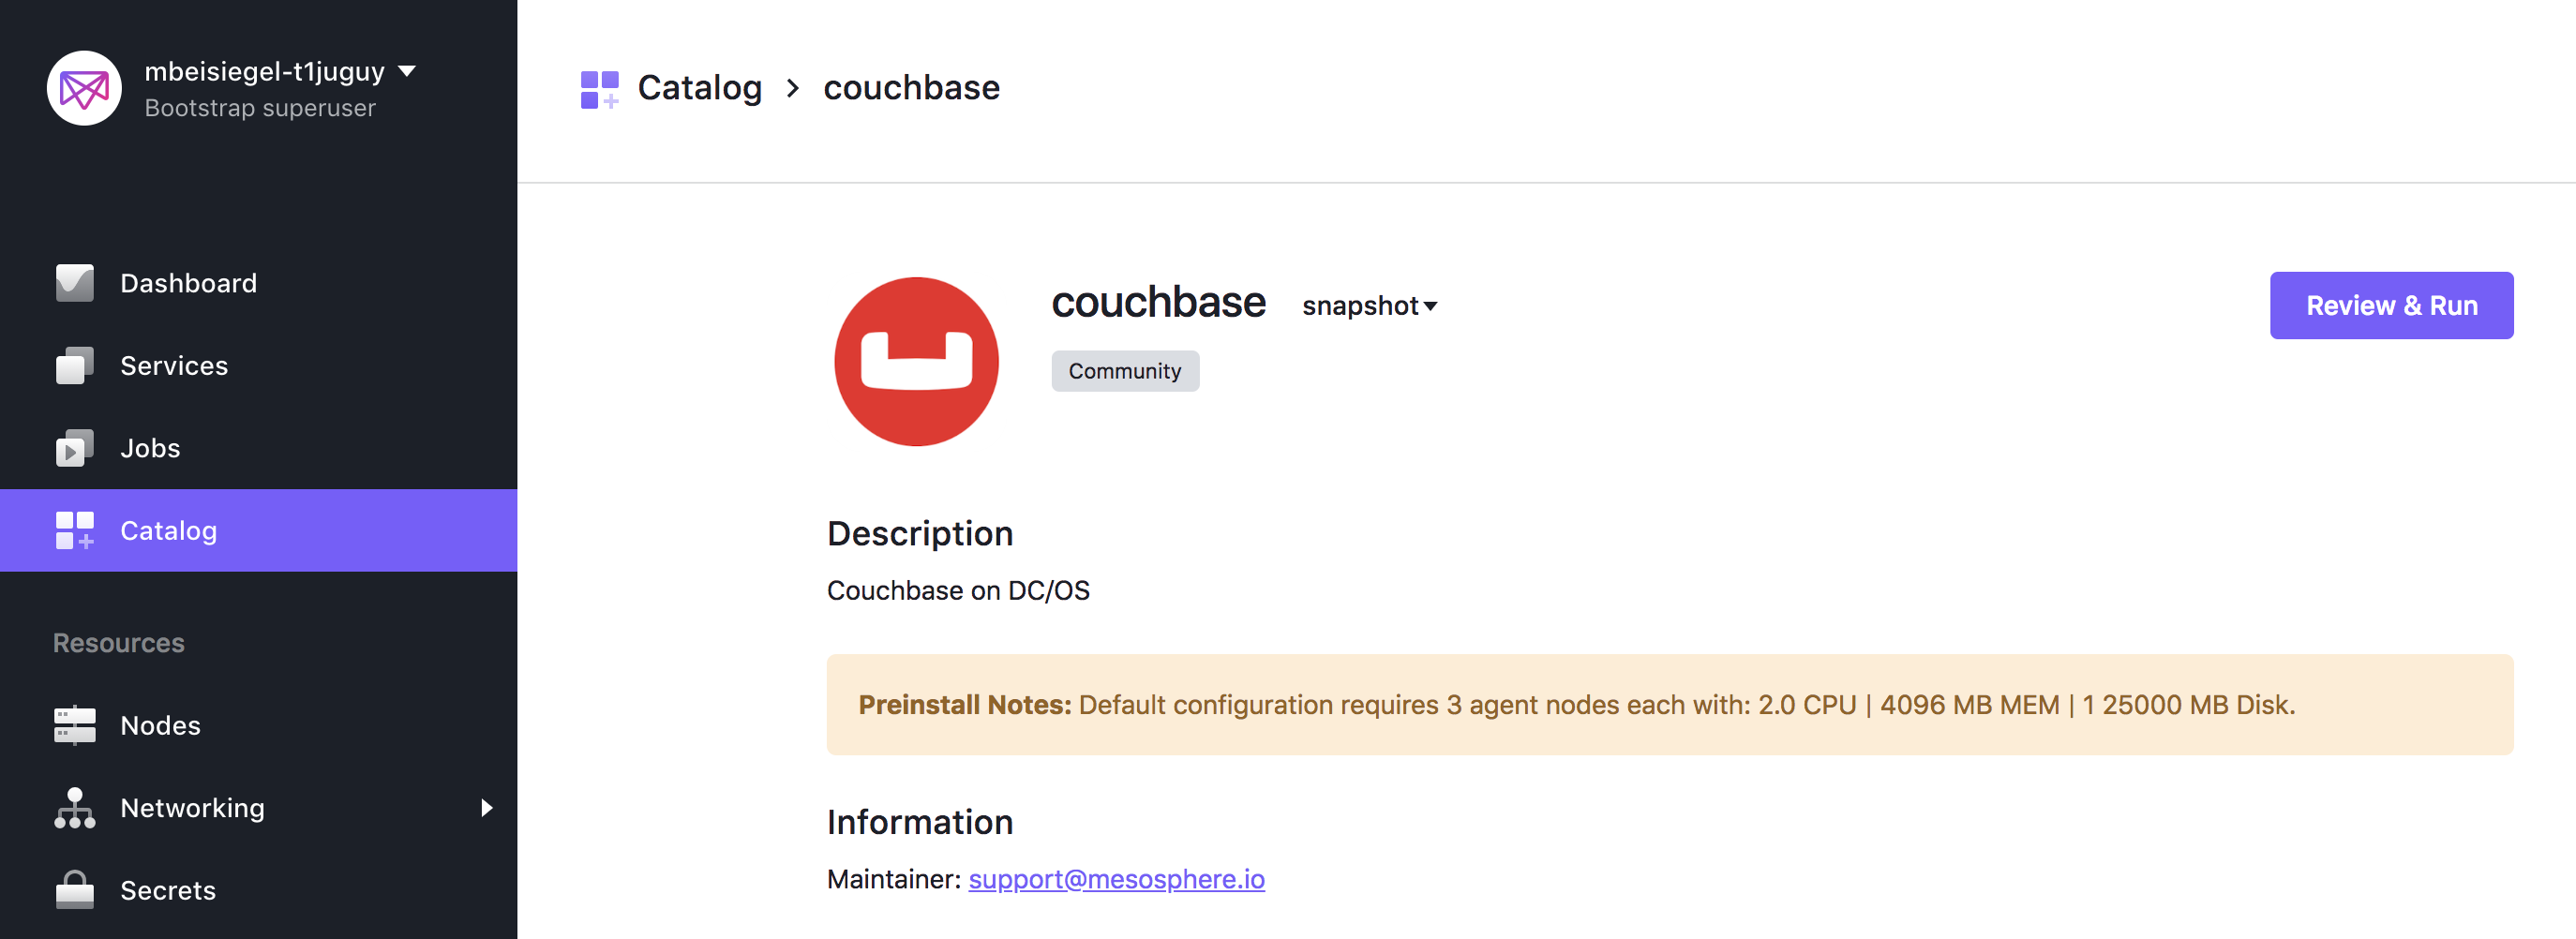 mbeisiegel-t1juguy
Bootstrap superuser
Dashboard
Services
Jobs
Catalog
Resources
Nodes
Networking
Secrets
Catalog > couchbase
couchbase snapshot
Review & Run
Community
Description
Couchbase on DC/OS
Preinstall Notes: Default configuration requires 3 agent nodes each with: 2.0 CPU | 4096 MB MEM | 1 25000 MB Disk.
Information
Maintainer: support@mesosphere.io